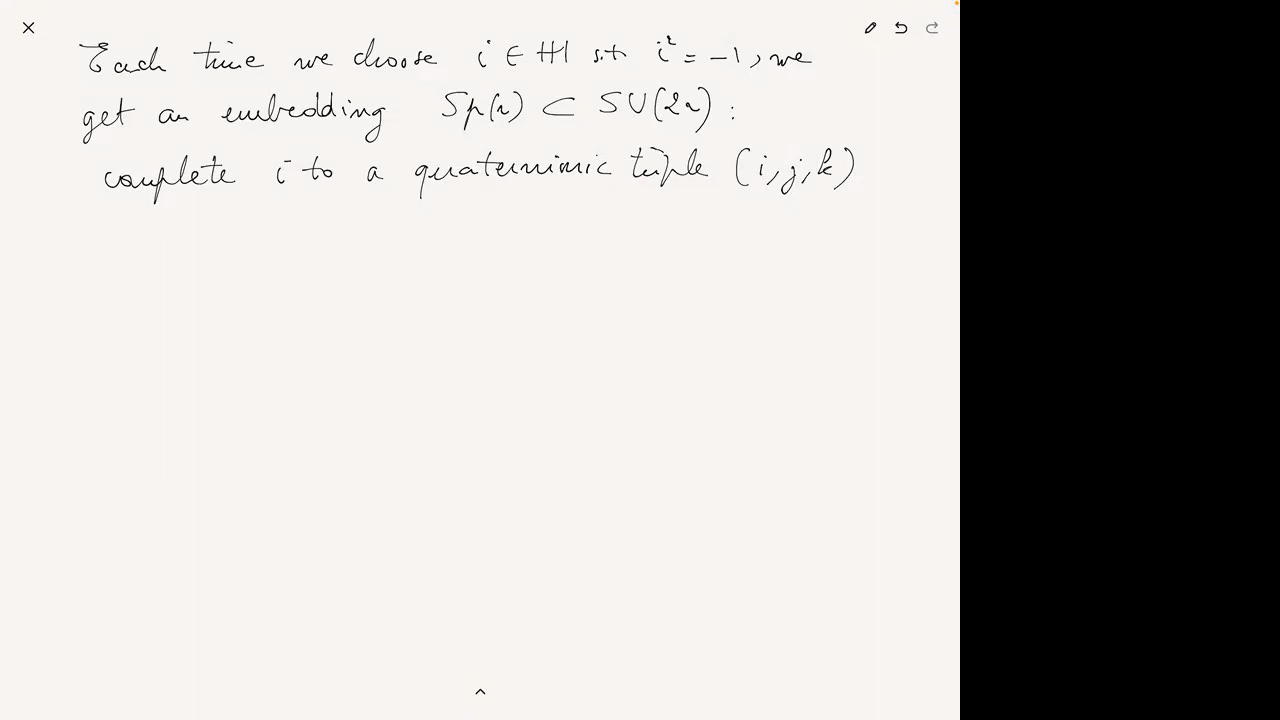 Each time we choose i ∈ ℍ s.t. i² = -1, we
get an embedding Sp(n) ⊂ SU(2n) :
complete i to a quaternionic triple (i, j, k)